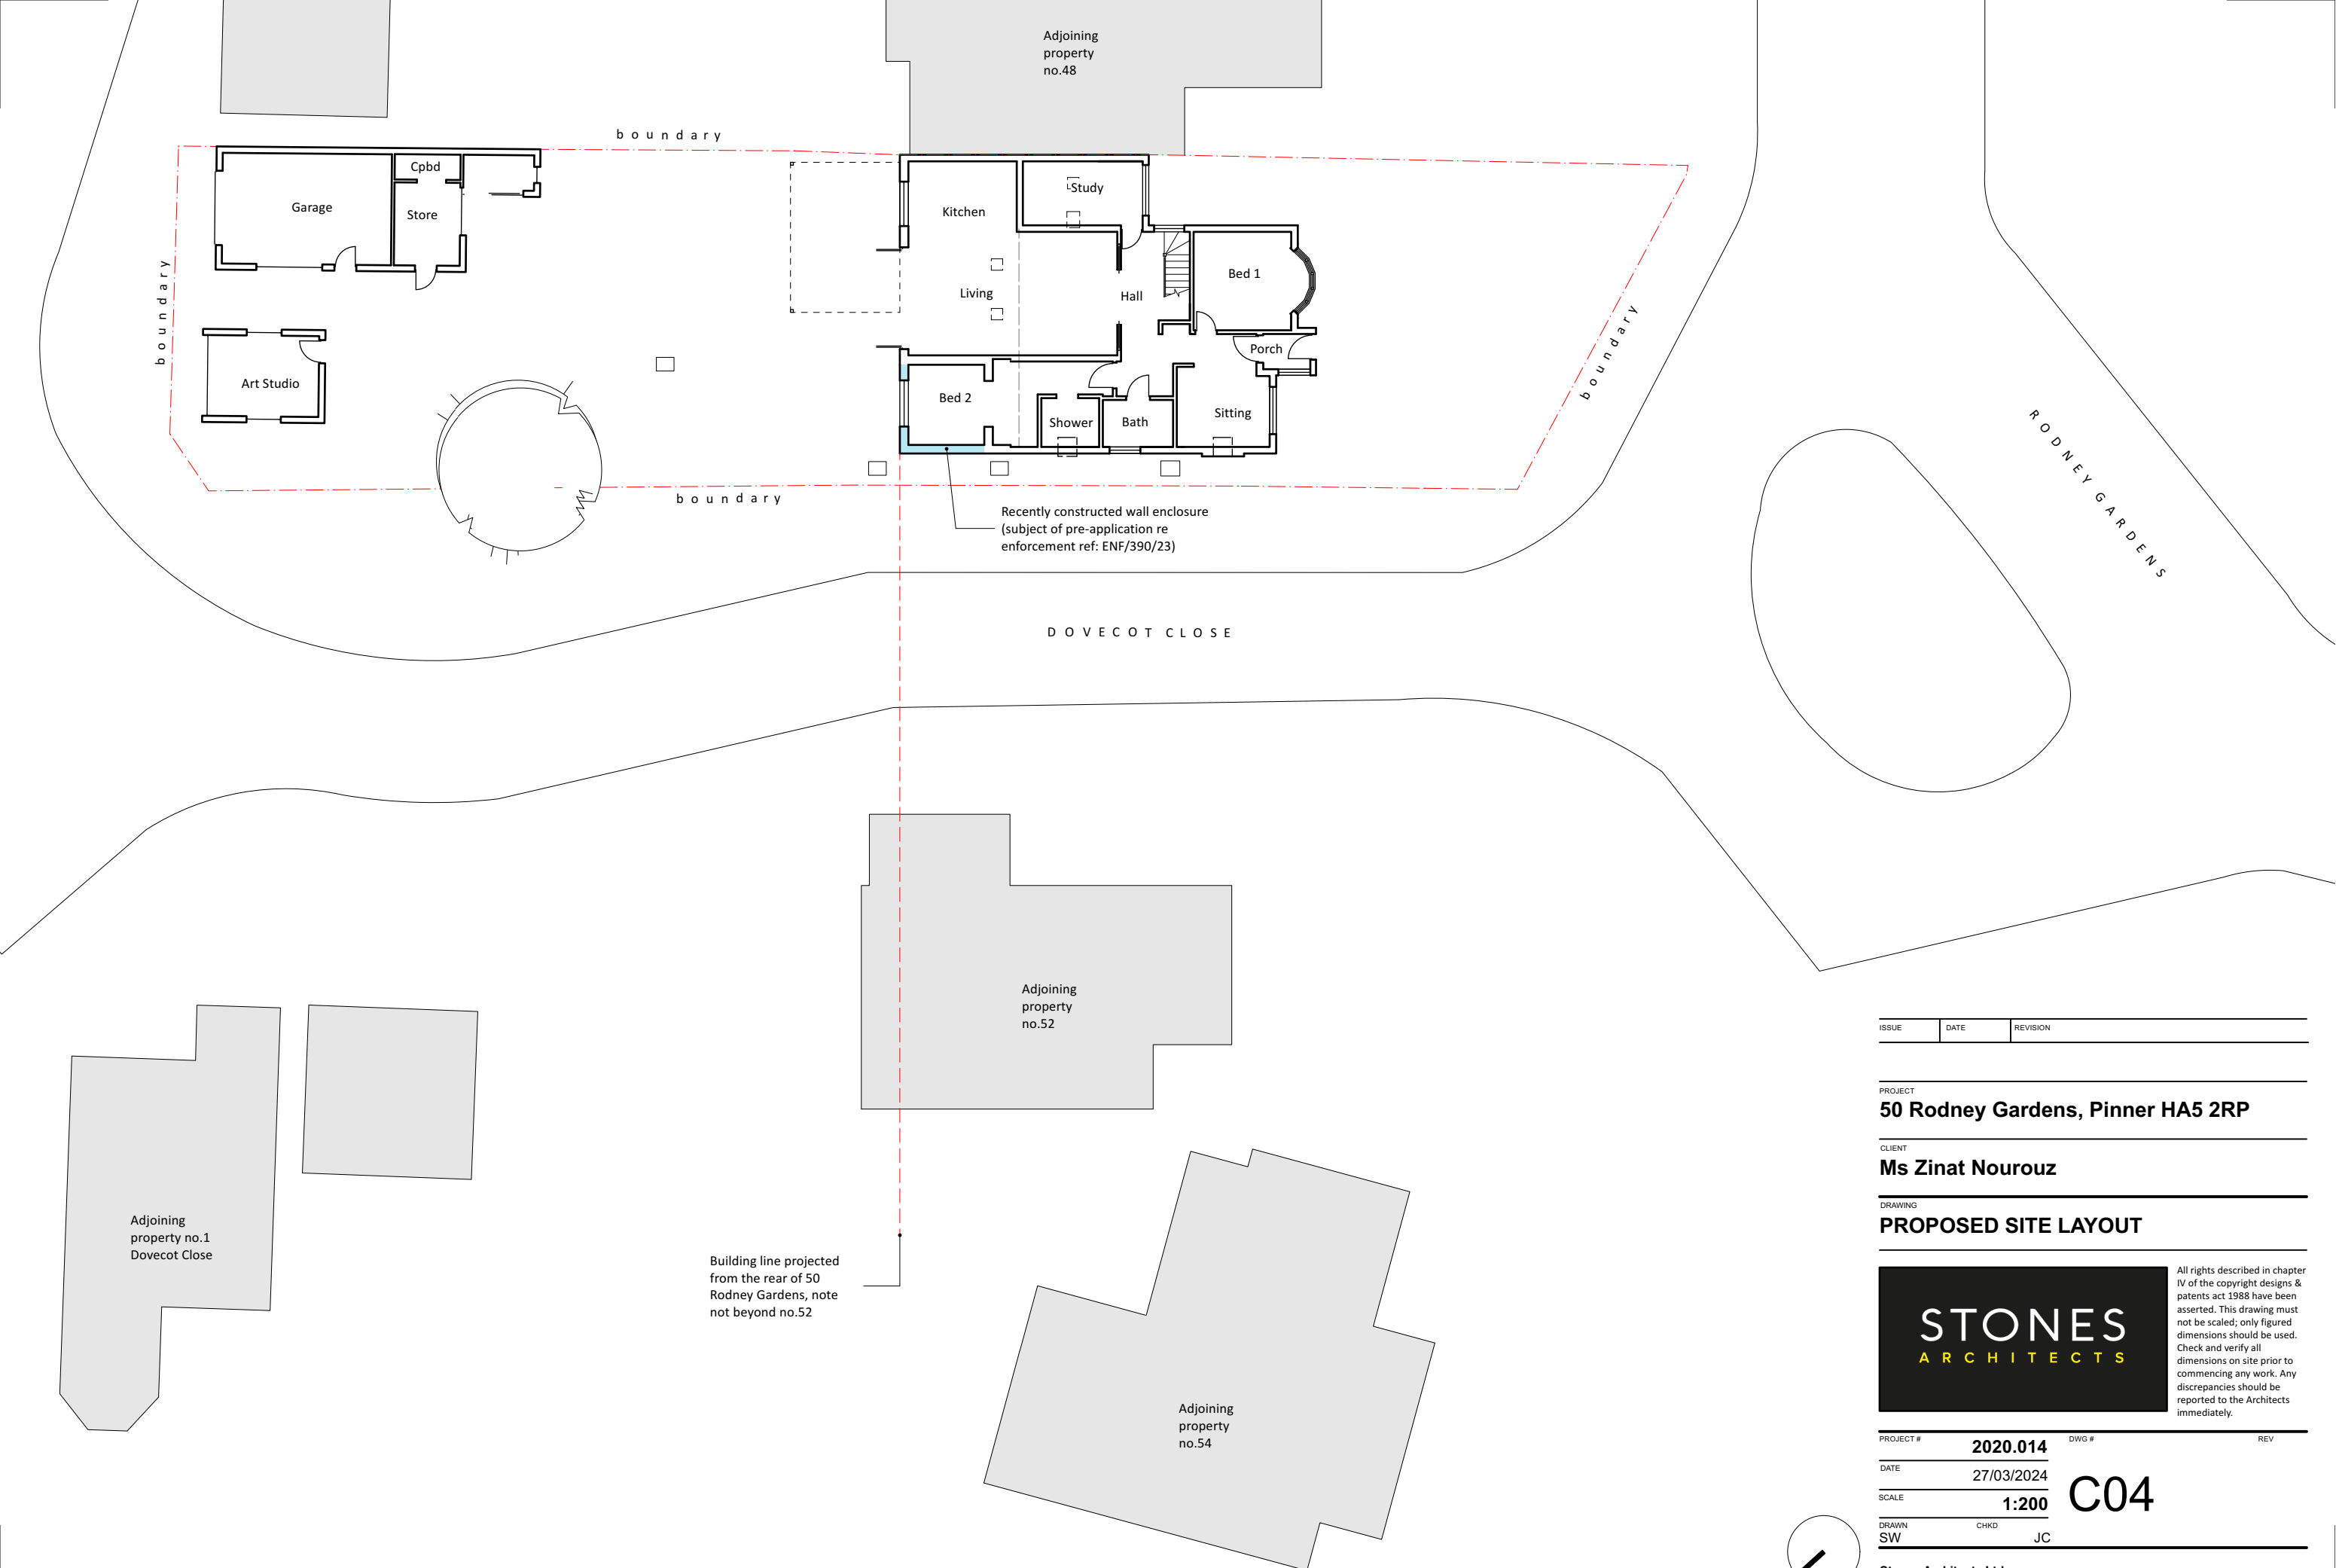 Adjoining
property
no.48
boundary
Cpbd
Garage
Store
Kitchen
Study
Living
Hall
Bed 1
Porch
boundary
boundary
Art Studio
Bed 2
Shower
Bath
Sitting
boundary
Recently constructed wall enclosure
(subject of pre-application re
enforcement ref: ENF/390/23)
RODNEY GARDENS
DOVECOT CLOSE
Adjoining
property
no.52
Adjoining
property no.1
Dovecot Close
Building line projected
from the rear of 50
Rodney Gardens, note
not beyond no.52
Adjoining
property
no.54
ISSUE DATE REVISION
PROJECT
50 Rodney Gardens, Pinner HA5 2RP
CLIENT
Ms Zinat Nourouz
DRAWING
PROPOSED SITE LAYOUT
STONES
ARCHITECTS
All rights described in chapter
IV of the copyright designs &
patents act 1988 have been
asserted. This drawing must
not be scaled; only figured
dimensions should be used.
Check and verify all
dimensions on site prior to
commencing any work. Any
discrepancies should be
reported to the Architects
immediately.
PROJECT # 2020.014 DWG # REV
DATE 27/03/2024
C04
SCALE 1:200
DRAWN CHKD
SW JC